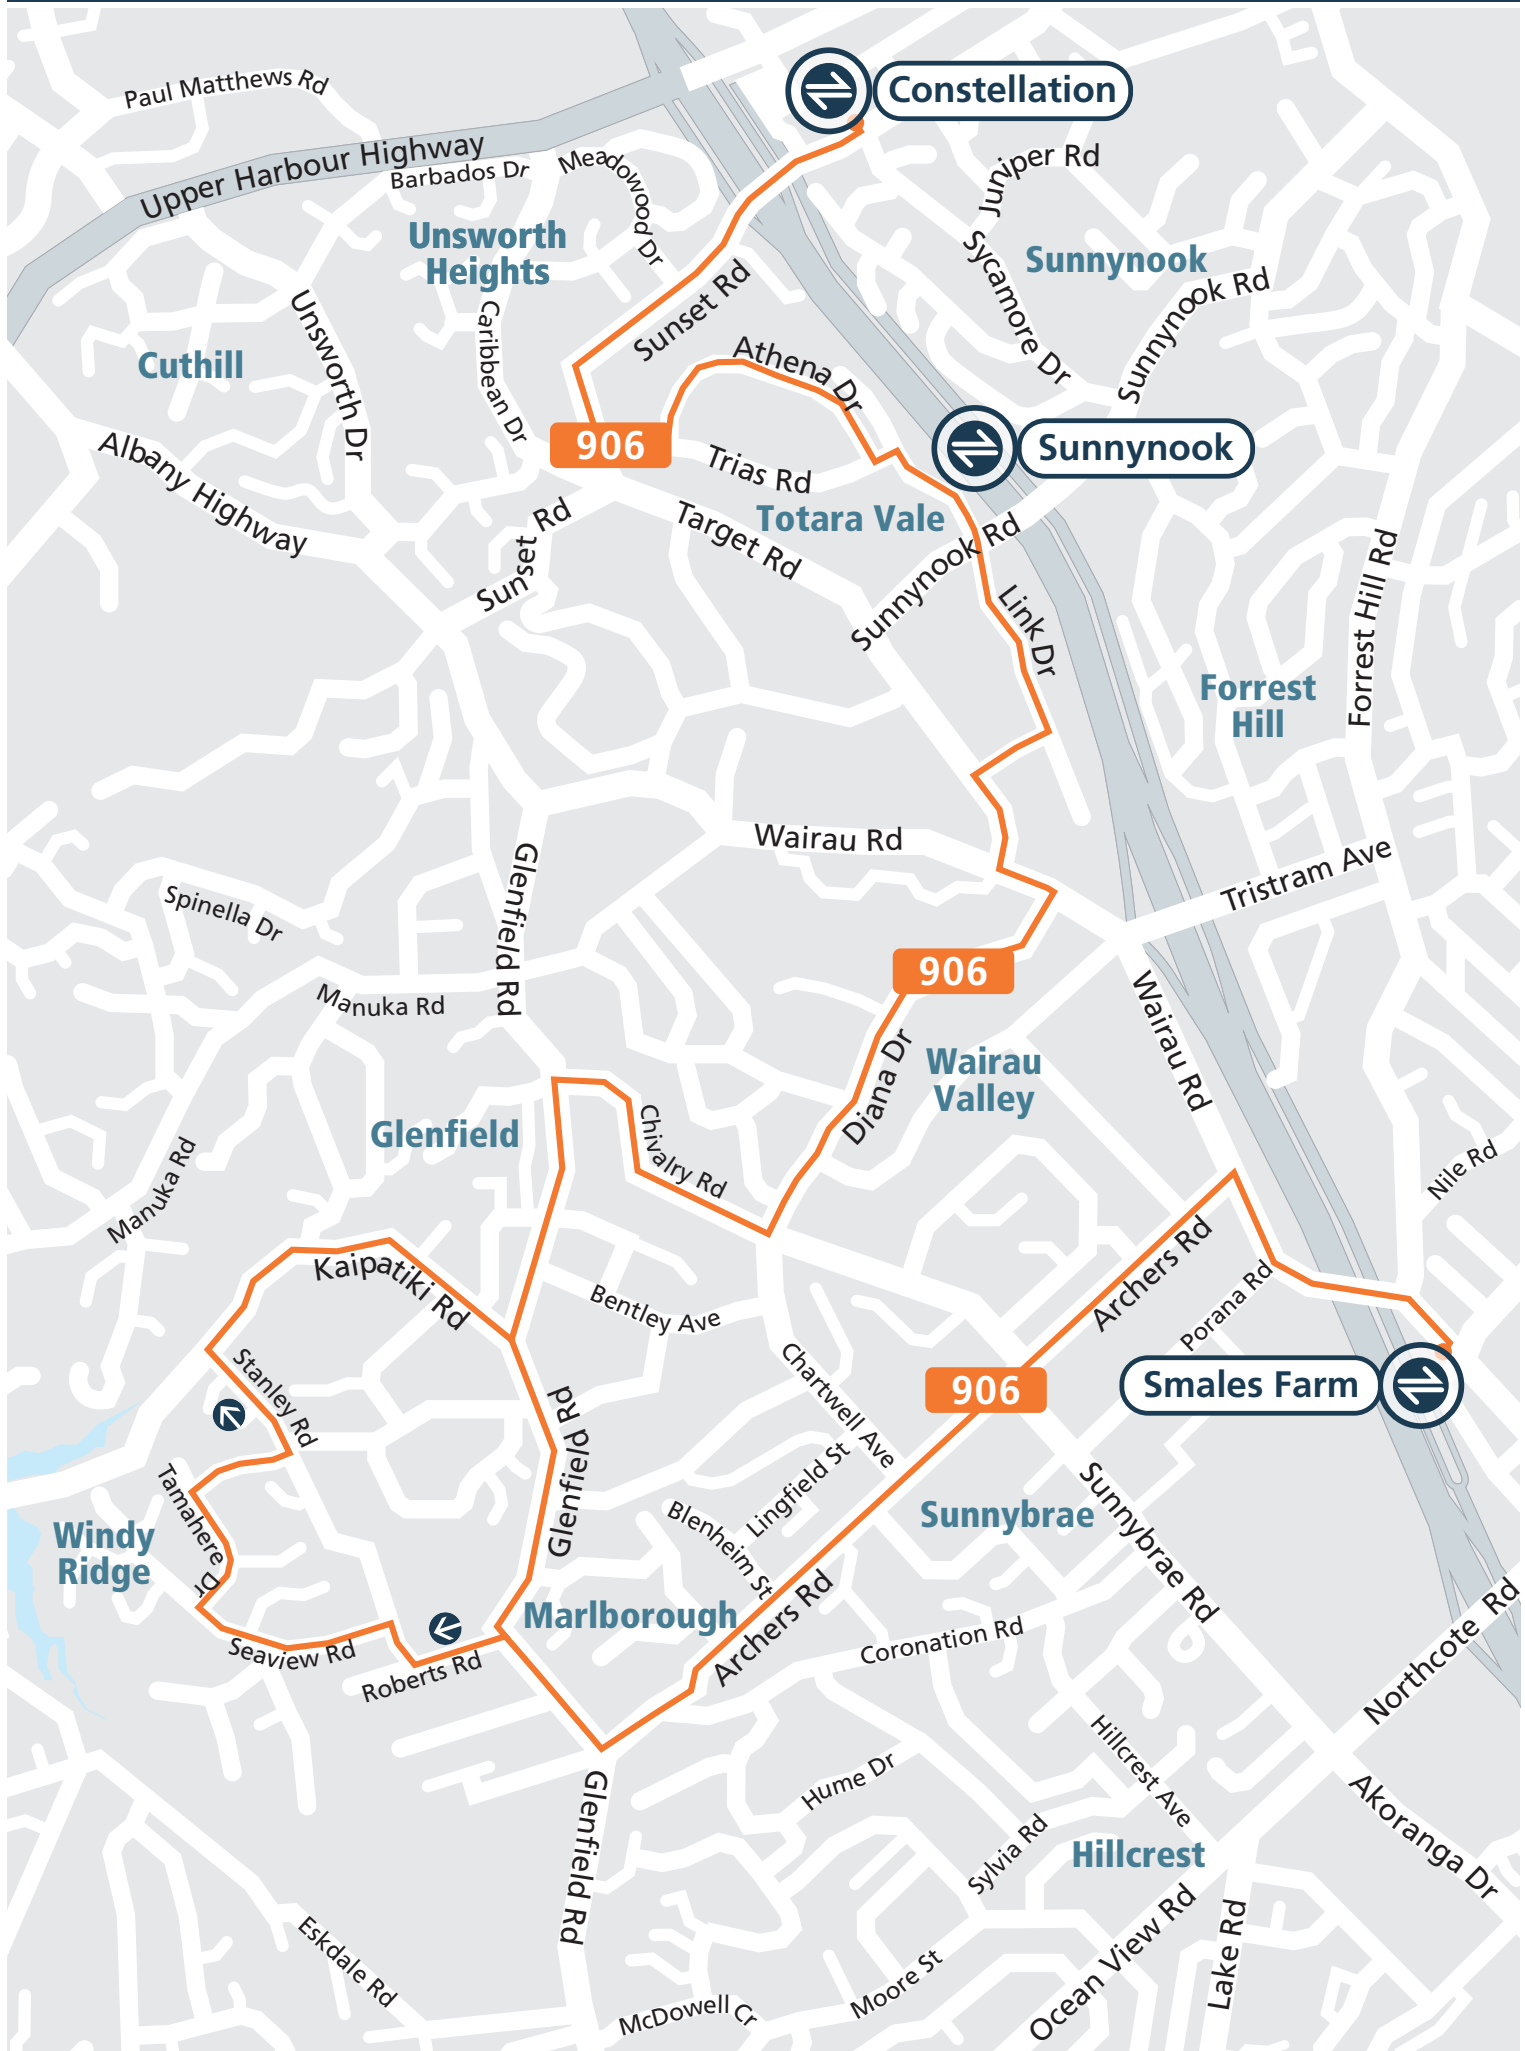 Constellation
Paul Matthews Rd
Upper Harbour Highway
Barbados Dr
Meadowood Dr
Juniper Rd
Unsworth
Heights
Sycamore Dr
Sunnynook
Sunnynook Rd
Sunset Rd
Unsworth Dr
Caribbean Dr
Cuthill
Athena Dr
Albany Highway
906
Sunnynook
Trias Rd
Totara Vale
Target Rd
Sunset Rd
Sunnynook Rd
Link Dr
Forrest Hill Rd
Forrest
Hill
Wairau Rd
Glenfield Rd
Tristram Ave
Spinella Dr
906
Manuka Rd
Wairau Rd
Diana Dr
Wairau
Valley
Glenfield
Chivalry Rd
Manuka Rd
Nile Rd
Kaipatiki Rd
Archers Rd
Porana Rd
Bentley Ave
Stanley Rd
Chartwell Ave
906
Smales Farm
Glenfield Rd
Lingfield St
Tamahere Dr
Blenheim St
Sunnybrae
Sunnybrae Rd
Windy
Ridge
Marlborough
Archers Rd
Northcote Rd
Seaview Rd
Roberts Rd
Coronation Rd
Hillcrest Ave
Hume Dr
Akoranga Dr
Glenfield Rd
Sylvia Rd
Hillcrest
Eskdale Rd
Ocean View Rd
Lake Rd
Moore St
McDowell Cr